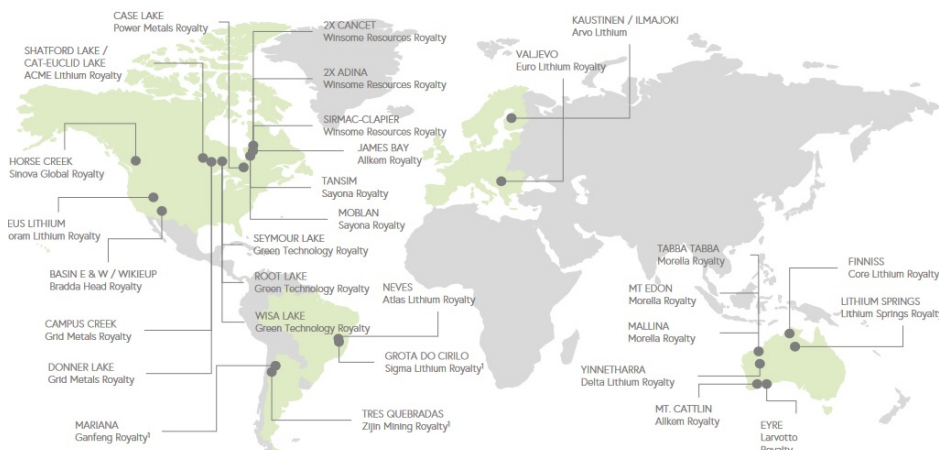 CASE LAKE
Power Metals Royalty
2X CANCET
Winsome Resources Royalty
KAUSTINEN / ILMAJOKI
Arvo Lithium
SHATFORD LAKE /
CAT-EUCLID LAKE
ACME Lithium Royalty
VALJEVO
Euro Lithium Royalty
2X ADINA
Winsome Resources Royalty
SIRMAC-CLAPIER
Winsome Resources Royalty
JAMES BAY
Allkem Royalty
HORSE CREEK
Sinova Global Royalty
TANSIM
Sayona Royalty
MOBLAN
Sayona Royalty
EUS LITHIUM
oram Lithium Royalty
SEYMOUR LAKE
Green Technology Royalty
BASIN E & W / WIKIEUP
Bradda Head Royalty
ROOT LAKE
Green Technology Royalty
NEVES
Atlas Lithium Royalty
TABBA TABBA
Morella Royalty
FINNISS
Core Lithium Royalty
MT EDON
Morella Royalty
LITHIUM SPRINGS
Lithium Springs Royalty
CAMPUS CREEK
Grid Metals Royalty
WISA LAKE
Green Technology Royalty
MALLINA
Morella Royalty
GROTA DO CIRILO
Sigma Lithium Royalty¹
DONNER LAKE
Grid Metals Royalty
YINNETHARRA
Delta Lithium Royalty
MT. CATTLIN
Allkem Royalty
MARIANA
Ganfeng Royalty¹
TRES QUEBRADAS
Zijin Mining Royalty¹
EYRE
Larvotto
Royalty